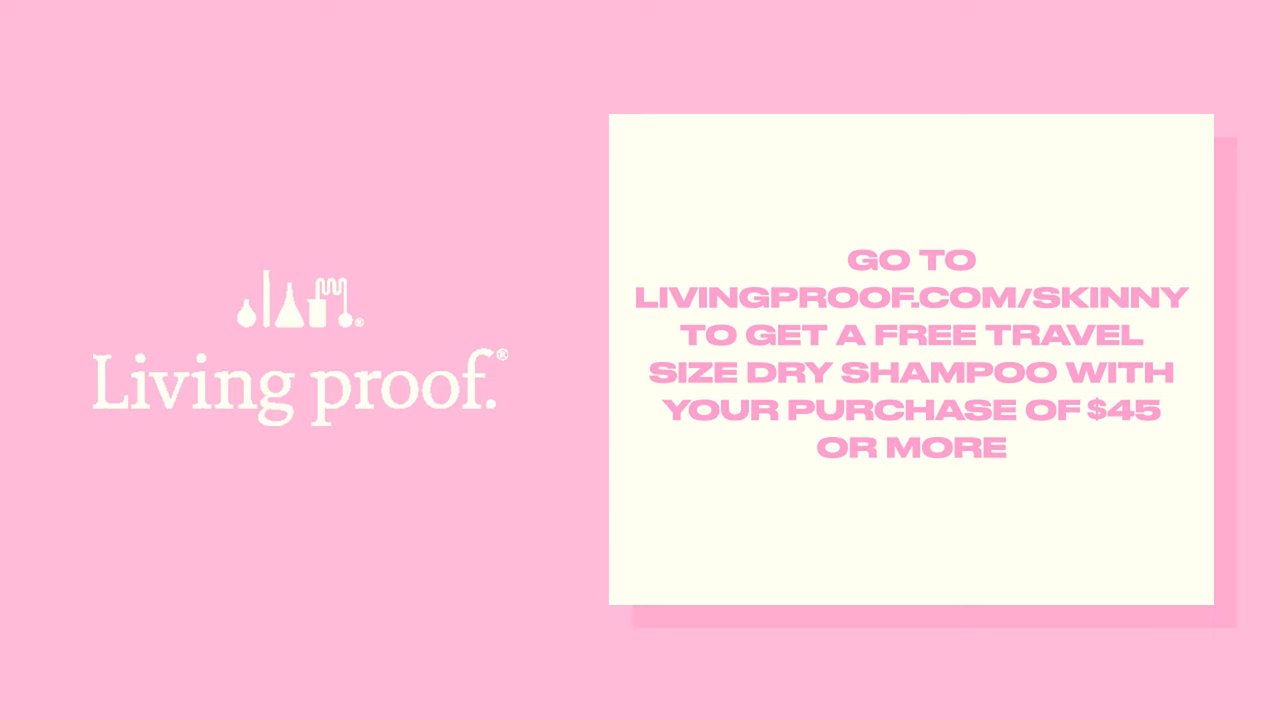 Living proof.®
GO TO
LIVINGPROOF.COM/SKINNY
TO GET A FREE TRAVEL
SIZE DRY SHAMPOO WITH
YOUR PURCHASE OF $45
OR MORE